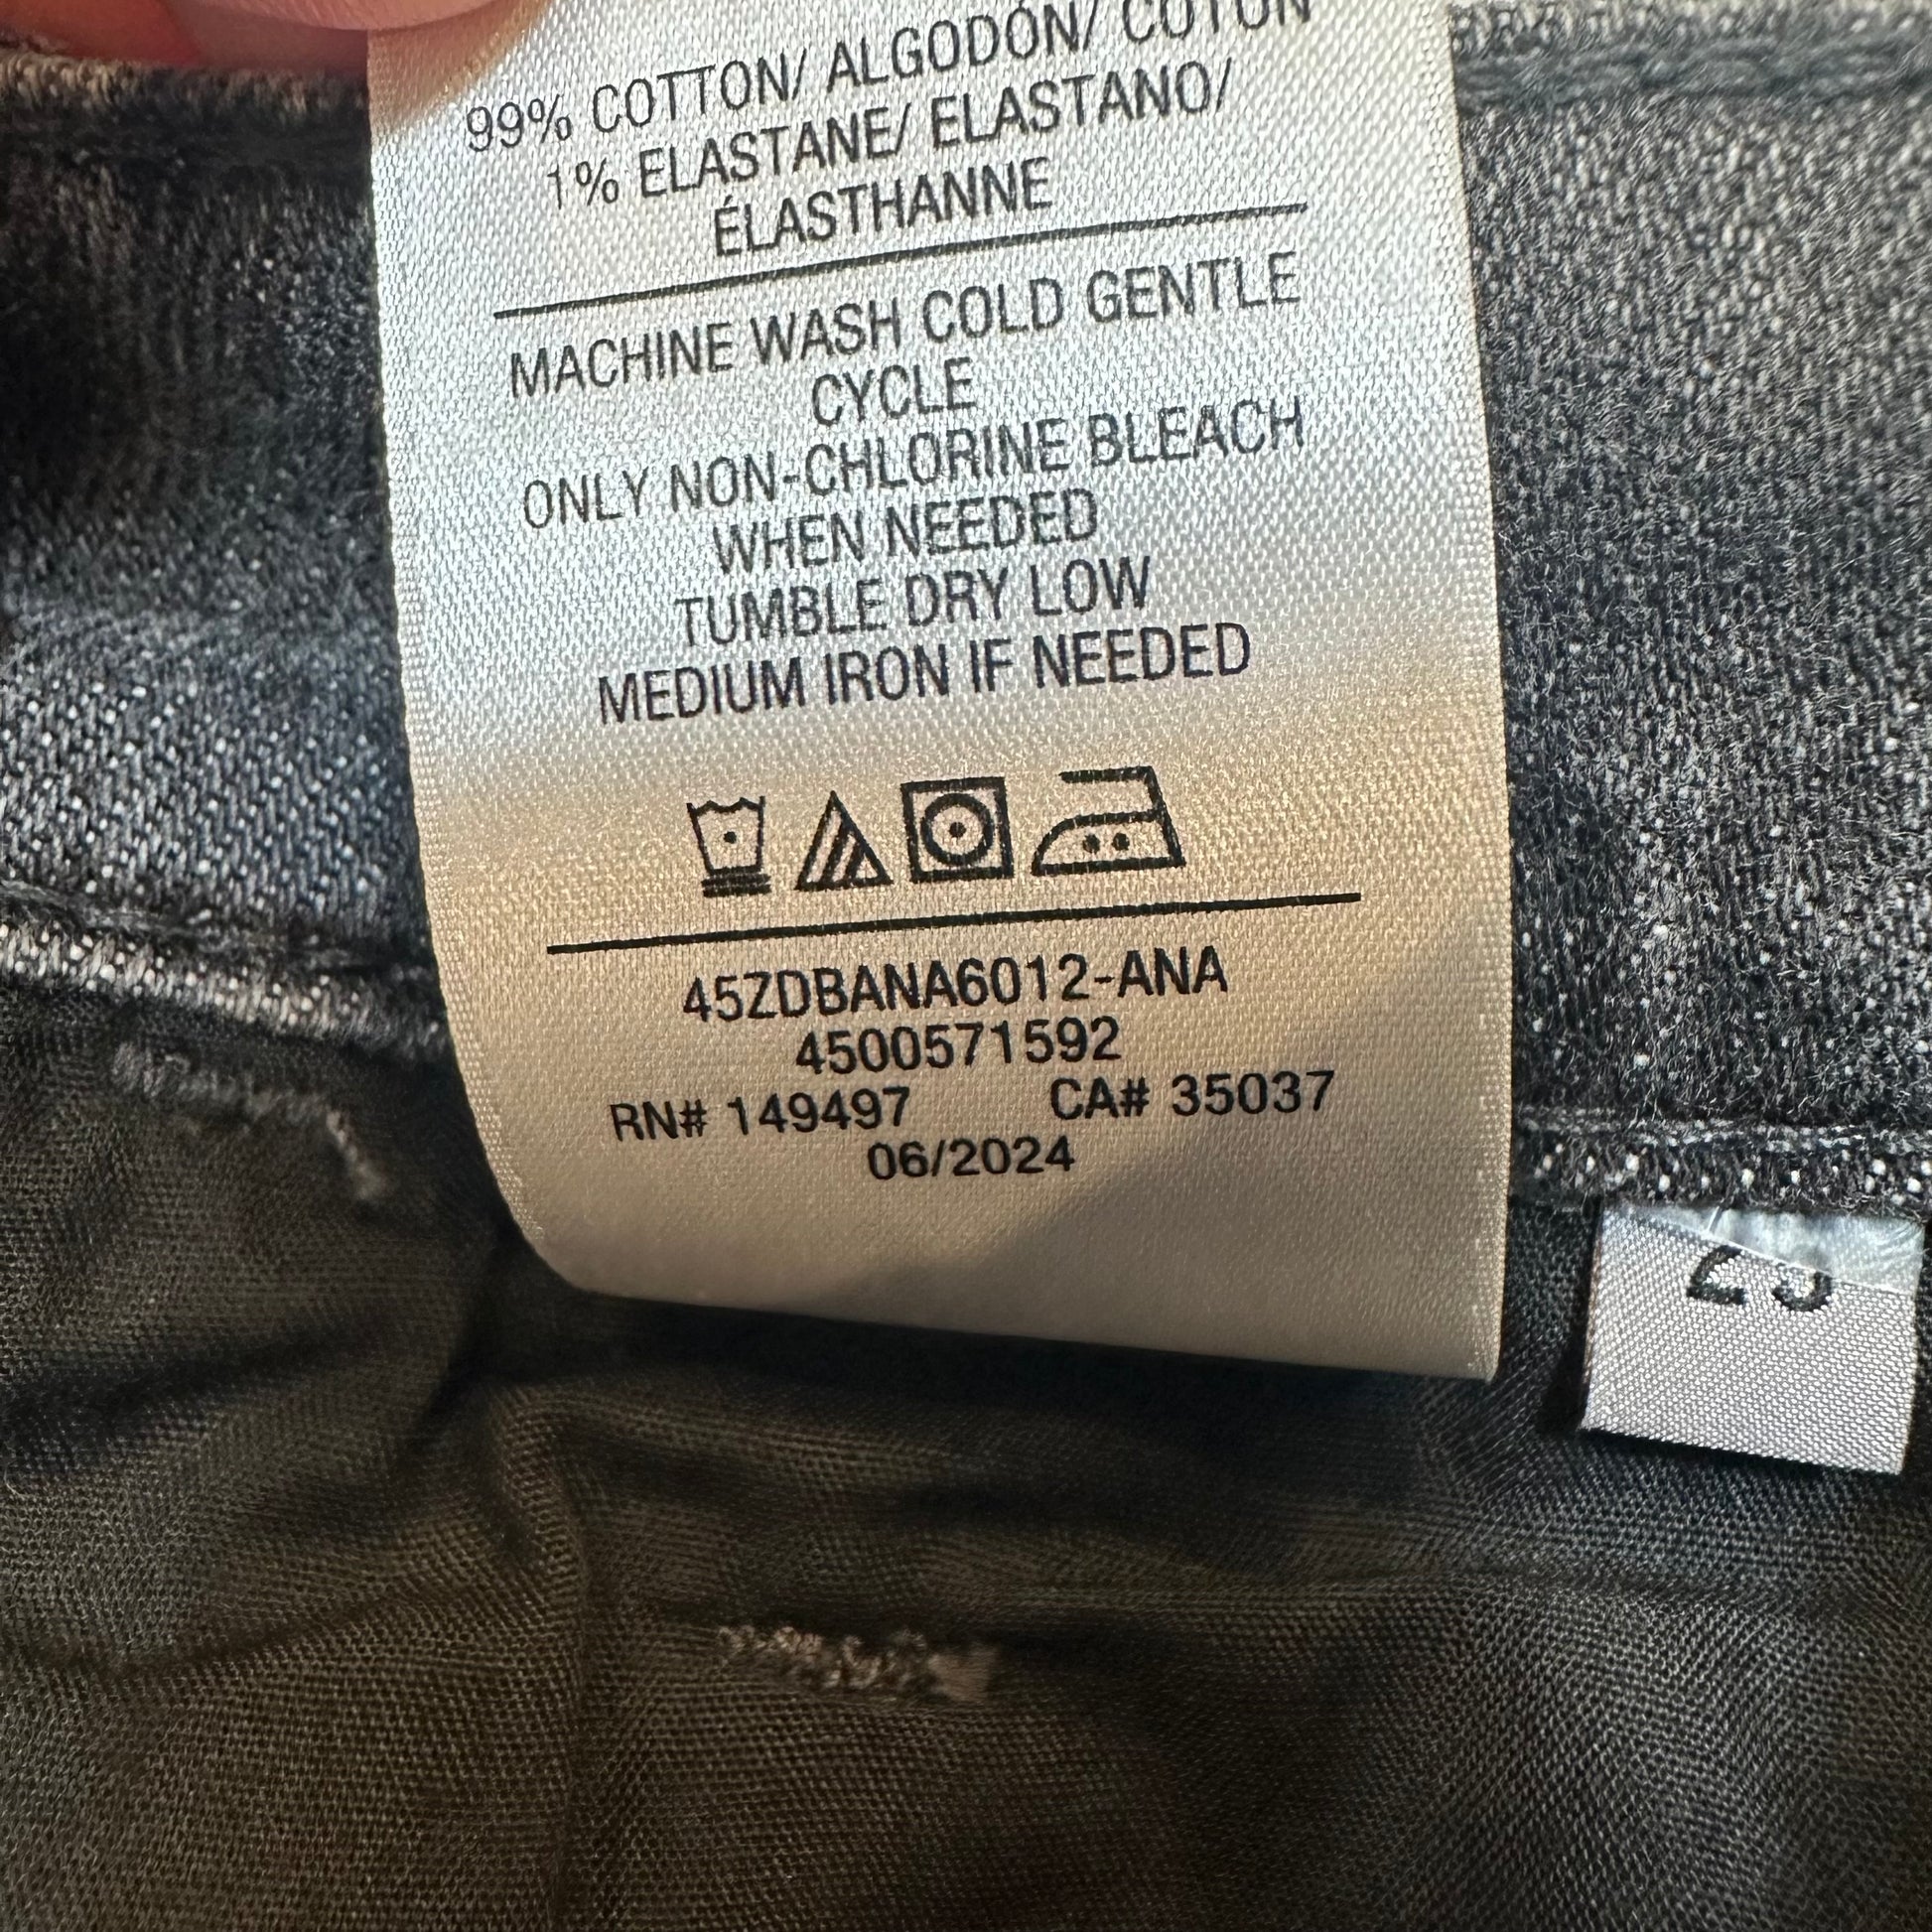 99% COTTON/ ALGODÓN/ COTON
1% ELASTANE/ ELASTANO/
ÉLASTHANNE
MACHINE WASH COLD GENTLE
CYCLE
ONLY NON-CHLORINE BLEACH
WHEN NEEDED
TUMBLE DRY LOW
MEDIUM IRON IF NEEDED
45ZDBANA6012-ANA
4500571592
RN# 149497 CA# 35037
06/2024